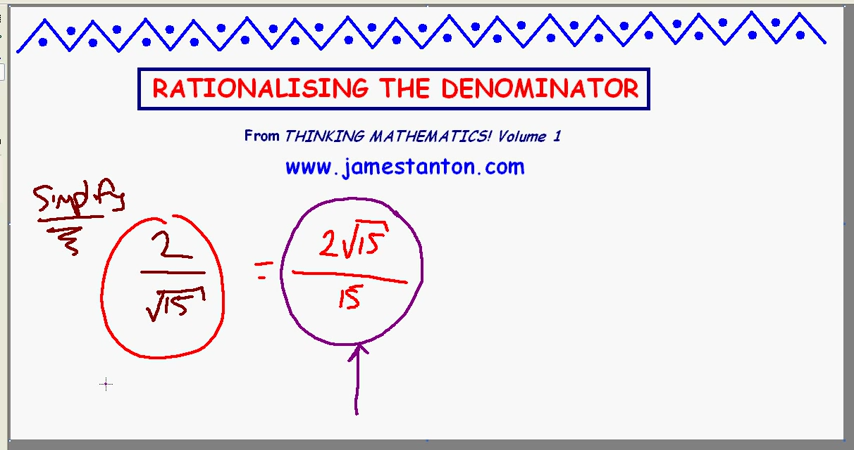 RATIONALISING THE DENOMINATOR
From THINKING MATHEMATICS! Volume 1
www.jamestanton.com
Simplify
2/√15 = 2√15/15